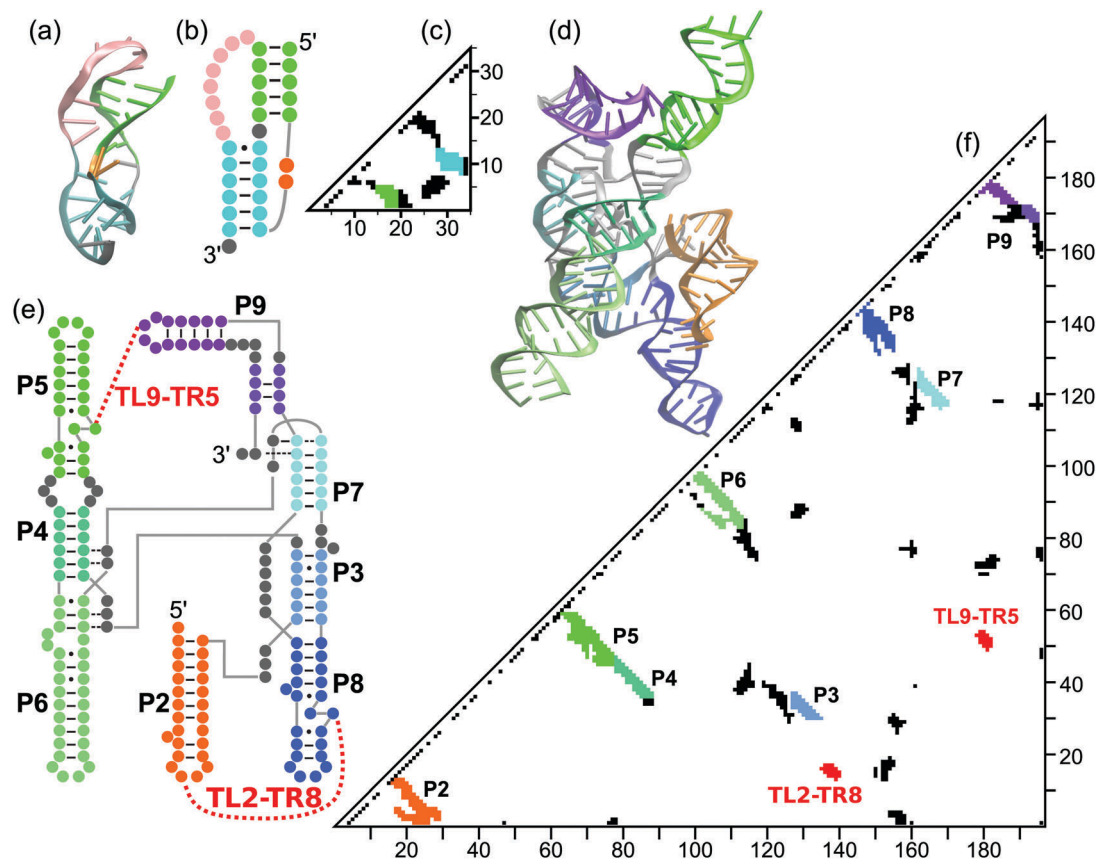 (a)
(b)
(c)
(d)
5'
3'
30
20
10
10 20 30
(e)
P9
P5
TL9-TR5
3'
P7
P4
P3
5'
P8
P6
P2
TL2-TR8
(f)
180
P9
160
P8
140
P7
120
100
P6
80
60
TL9-TR5
P5
P4
40
P3
20
TL2-TR8
P2
20 40 60 80 100 120 140 160 180